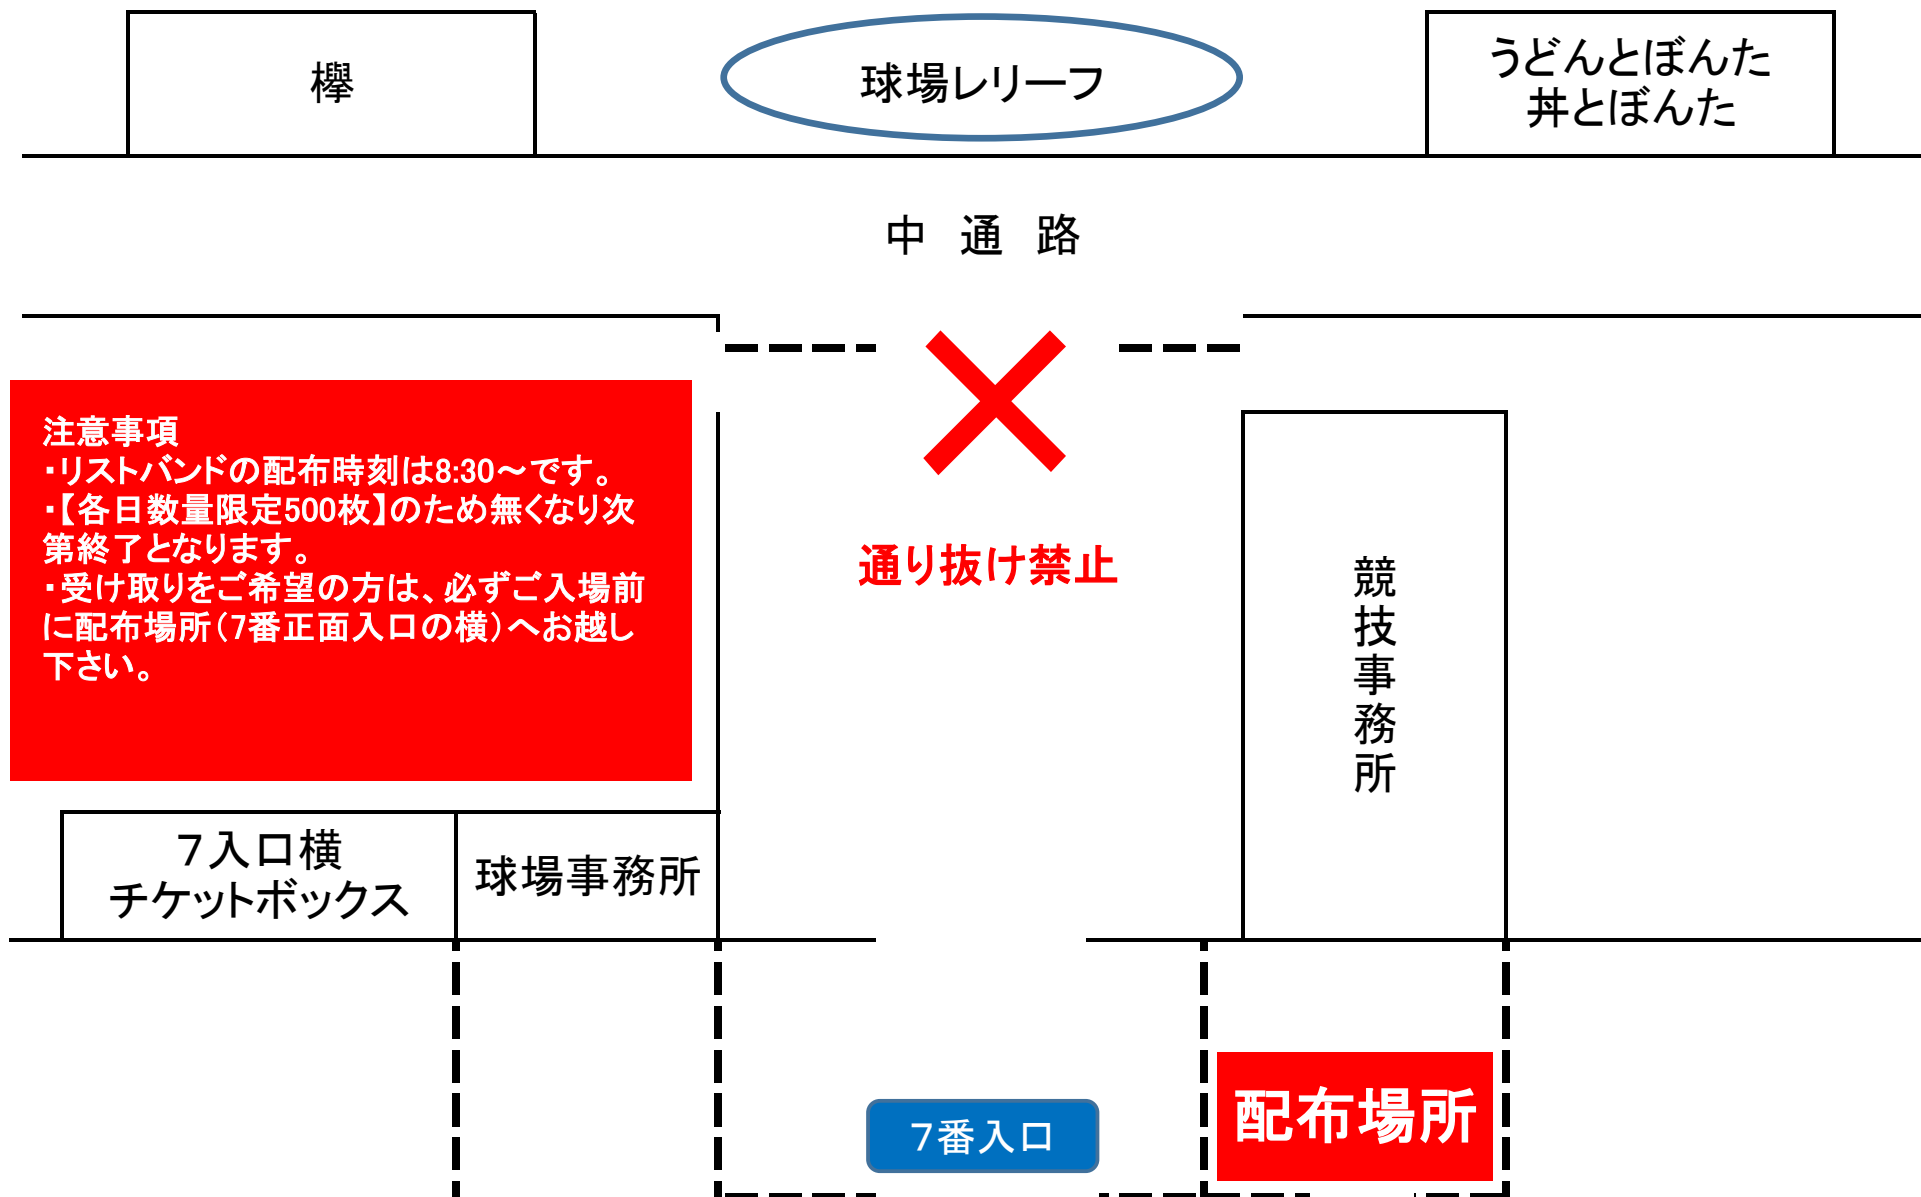 欅
球場レリーフ
うどんとぼんた
丼とぼんた
中　通　路
注意事項
・リストバンドの配布時刻は8:30～です。
・【各日数量限定500枚】のため無くなり次
第終了となります。
・受け取りをご希望の方は、必ずご入場前
に配布場所（7番正面入口の横）へお越し
下さい。
通り抜け禁止
競技事務所
７入口横
チケットボックス
球場事務所
７番入口
配布場所